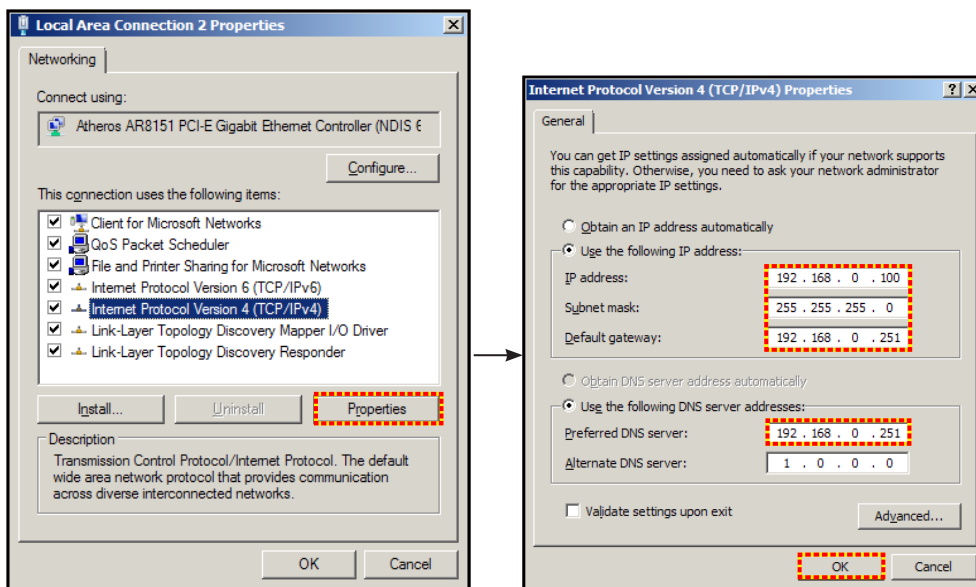 Local Area Connection 2 Properties
Networking
Connect using:
Atheros AR8151 PCI-E Gigabit Ethernet Controller (NDIS 6
Configure...
This connection uses the following items:
Client for Microsoft Networks
QoS Packet Scheduler
File and Printer Sharing for Microsoft Networks
Internet Protocol Version 6 (TCP/IPv6)
Internet Protocol Version 4 (TCP/IPv4)
Link-Layer Topology Discovery Mapper I/O Driver
Link-Layer Topology Discovery Responder
Install...
Uninstall
Properties
Description
Transmission Control Protocol/Internet Protocol. The default
wide area network protocol that provides communication
across diverse interconnected networks.
OK
Cancel
Internet Protocol Version 4 (TCP/IPv4) Properties
General
You can get IP settings assigned automatically if your network supports
this capability. Otherwise, you need to ask your network administrator
for the appropriate IP settings.
Obtain an IP address automatically
Use the following IP address:
IP address: 192 . 168 . 0 . 100
Subnet mask: 255 . 255 . 255 . 0
Default gateway: 192 . 168 . 0 . 251
Obtain DNS server address automatically
Use the following DNS server addresses:
Preferred DNS server: 192 . 168 . 0 . 251
Alternate DNS server: 1 . 0 . 0 . 0
Validate settings upon exit
Advanced...
OK
Cancel